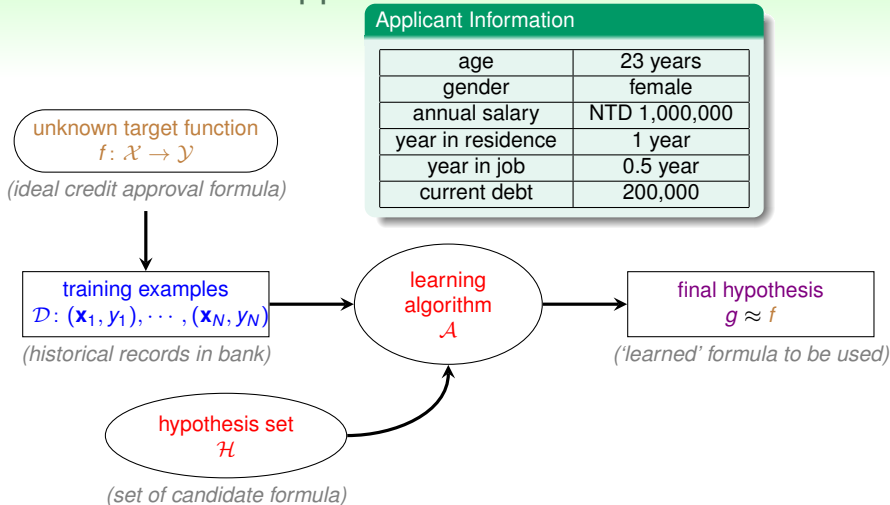 Applicant Information
age 23 years
gender female
annual salary NTD 1,000,000
year in residence 1 year
year in job 0.5 year
current debt 200,000
unknown target function
f: 𝒳 → 𝒴
(ideal credit approval formula)
training examples
𝒟: (𝐱₁, y₁), ⋯ , (𝐱_N, y_N)
(historical records in bank)
learning
algorithm
𝒜
final hypothesis
g ≈ f
(‘learned’ formula to be used)
hypothesis set
ℋ
(set of candidate formula)